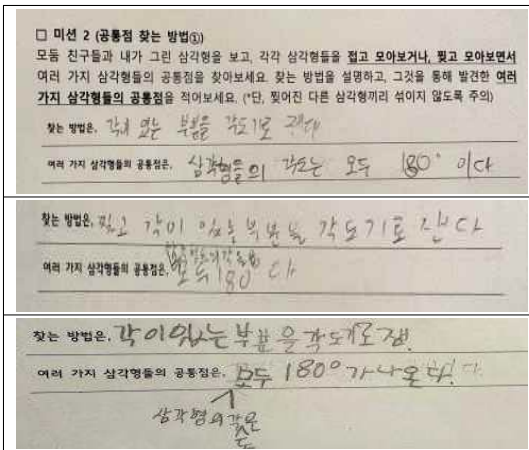 □ 미션 2 (공통점 찾는 방법①)
모둠 친구들과 내가 그린 삼각형을 보고, 각각 삼각형들을 접고 모아보거나, 찢고 모아보면서
여러 가지 삼각형들의 공통점을 찾아보세요. 찾는 방법을 설명하고, 그것을 통해 발견한 여러
가지 삼각형들의 공통점을 적어보세요. (*단, 찢어진 다른 삼각형끼리 섞이지 않도록 주의)
찾는 방법은, 각이 있는 부분을 각도기로 잰다
여러 가지 삼각형들의 공통점은, 삼각형들의 각도는 모두 180° 이다
찾는 방법은, 찢고 각이 있는 부분을 각도기로 잰다
여러 가지 삼각형들의 공통점은, 모두 180 다
찾는 방법은, 각이 있는 부분을 각도기로 잼.
여러 가지 삼각형들의 공통점은, 모두 180°가 나온다.
삼각형의 각은